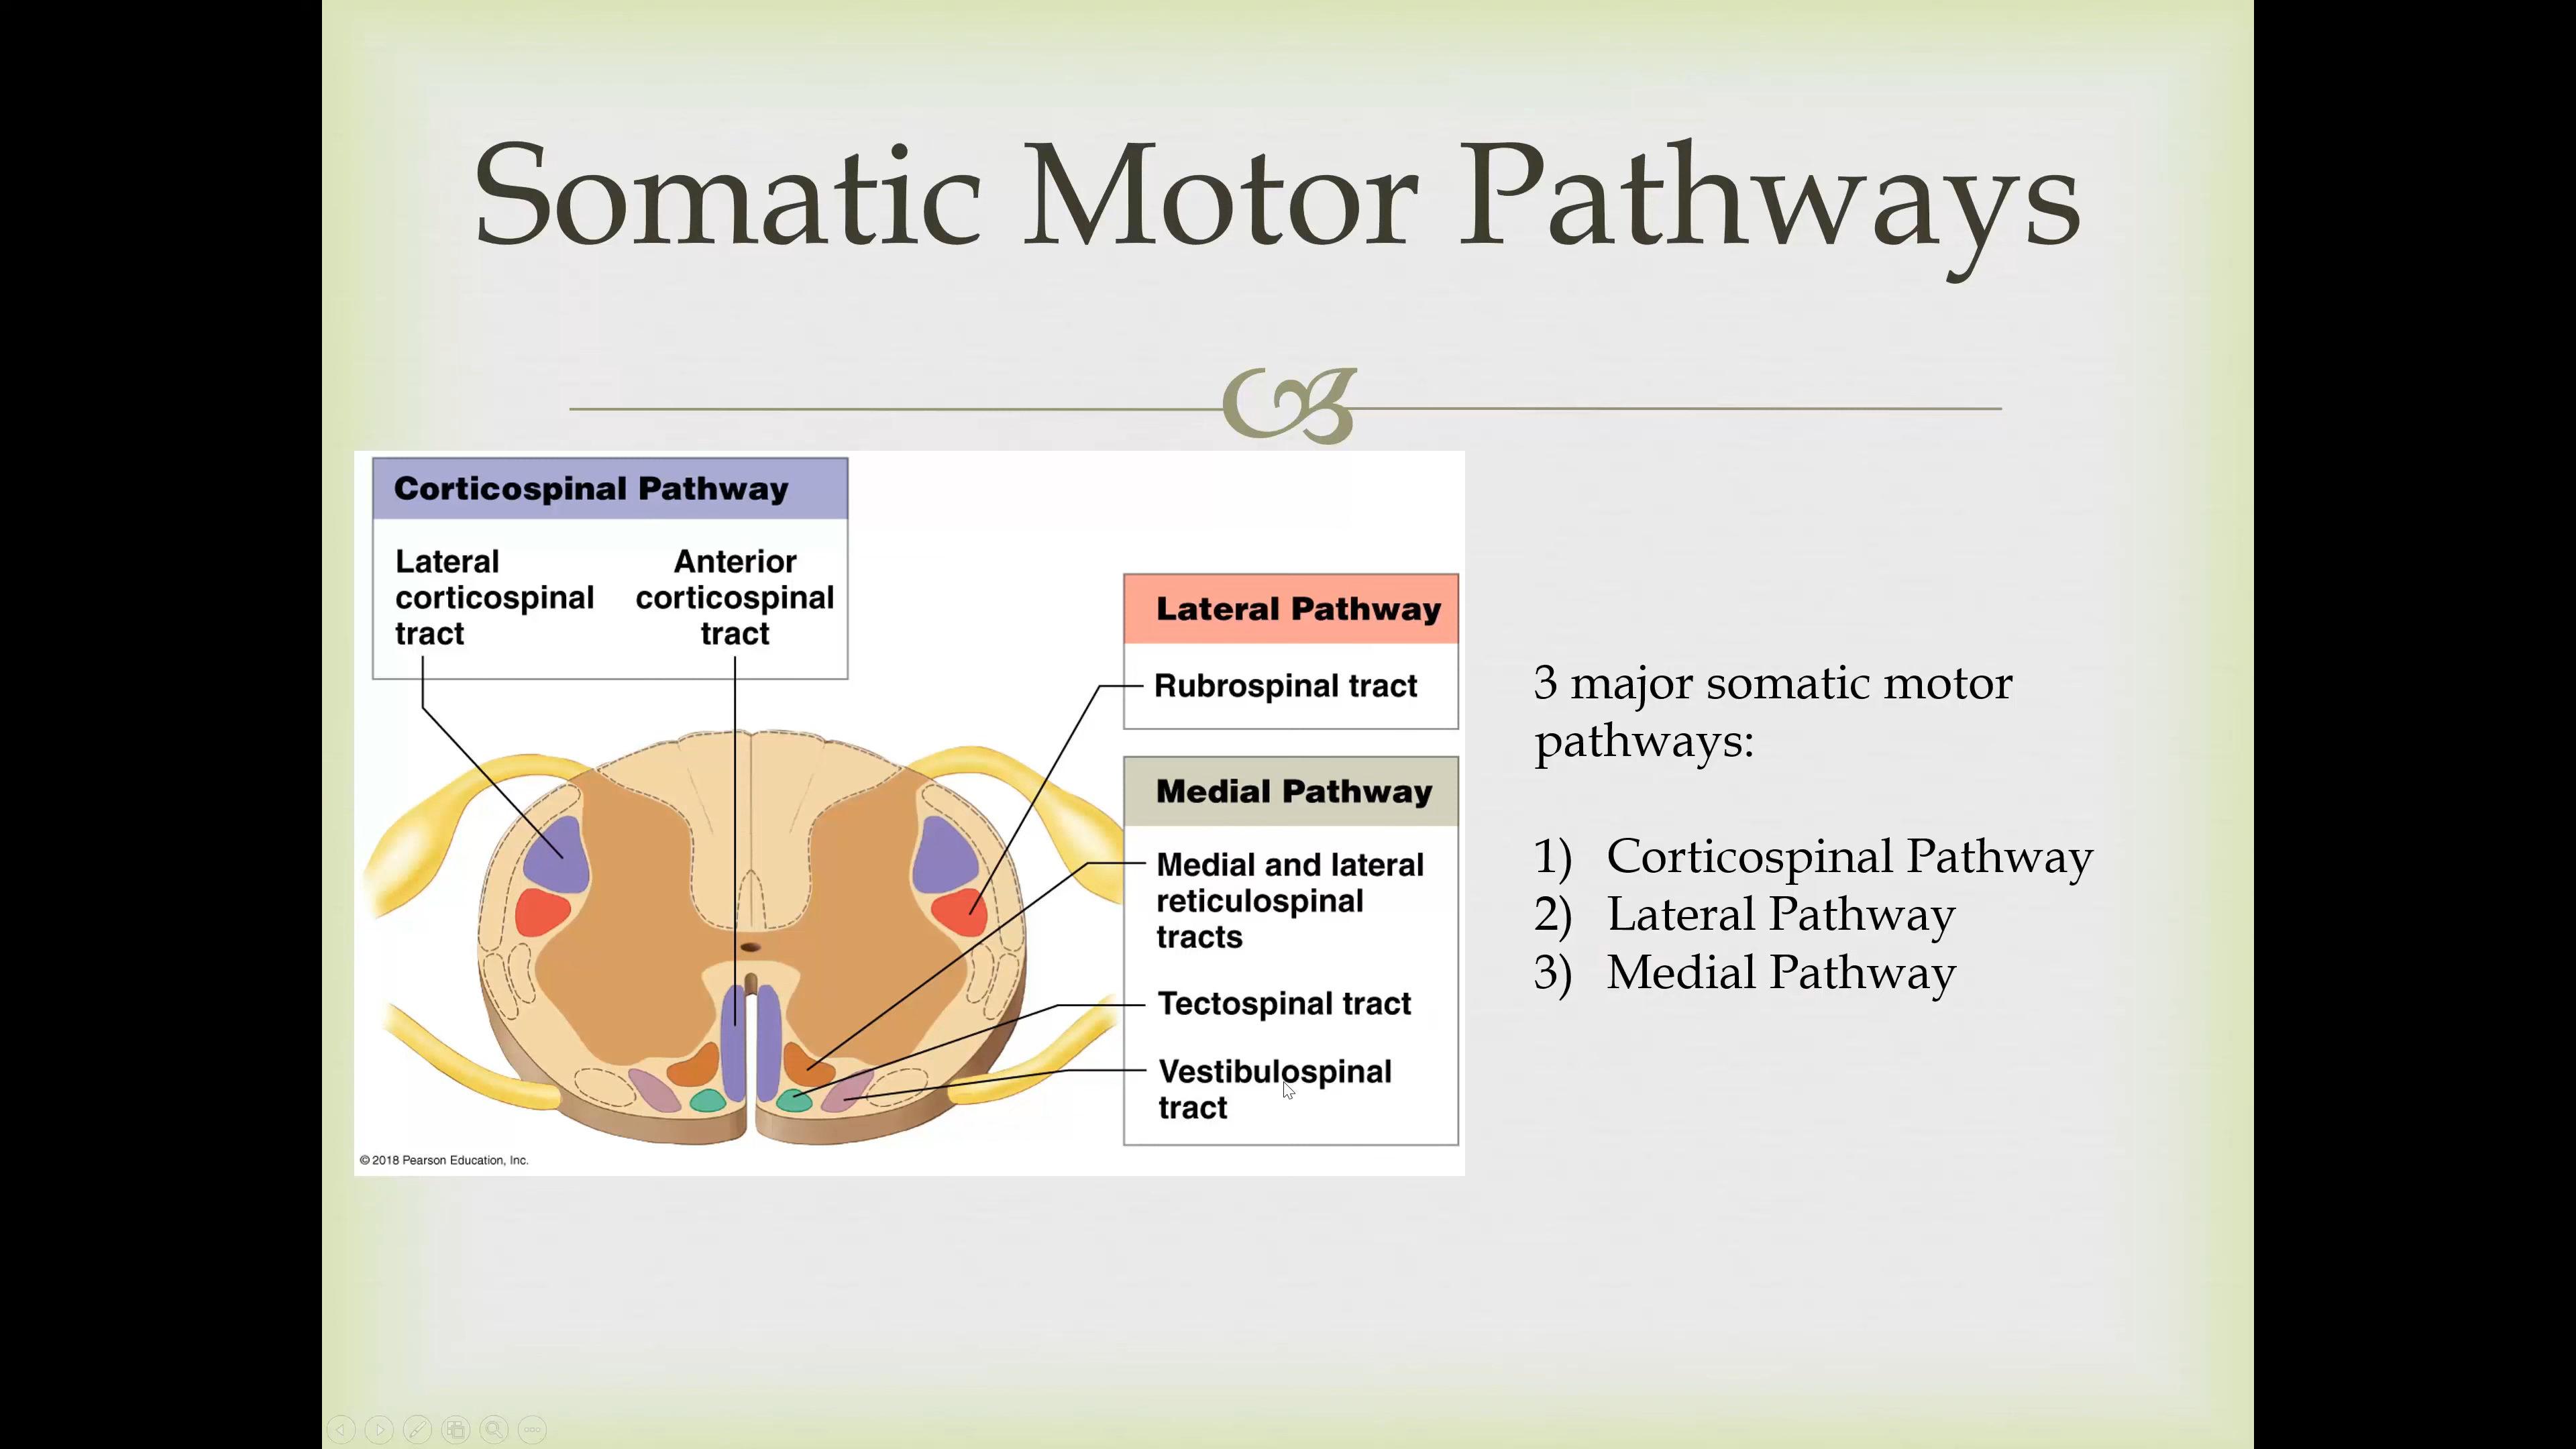 Somatic Motor Pathways
Corticospinal Pathway
Lateral
corticospinal
tract
Anterior
corticospinal
tract
Lateral Pathway
Rubrospinal tract
Medial Pathway
Medial and lateral
reticulospinal
tracts
Tectospinal tract
Vestibulospinal
tract
© 2018 Pearson Education, Inc.
3 major somatic motor
pathways:
1) Corticospinal Pathway
2) Lateral Pathway
3) Medial Pathway